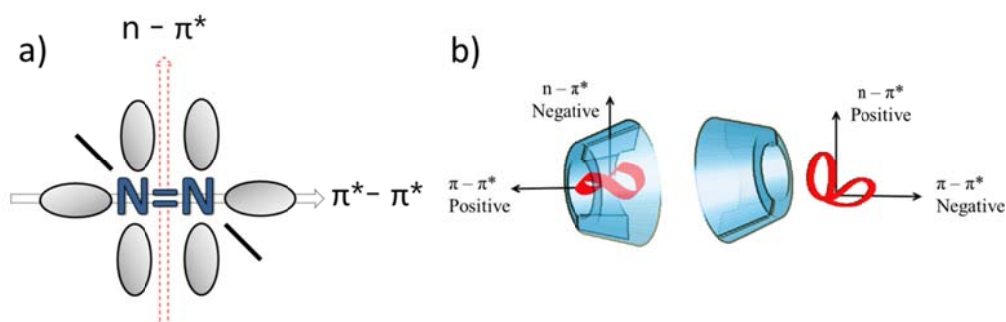 a)
n - π*
N=N
π*- π*
b)
n – π*
Negative
π – π*
Positive
n – π*
Positive
π – π*
Negative